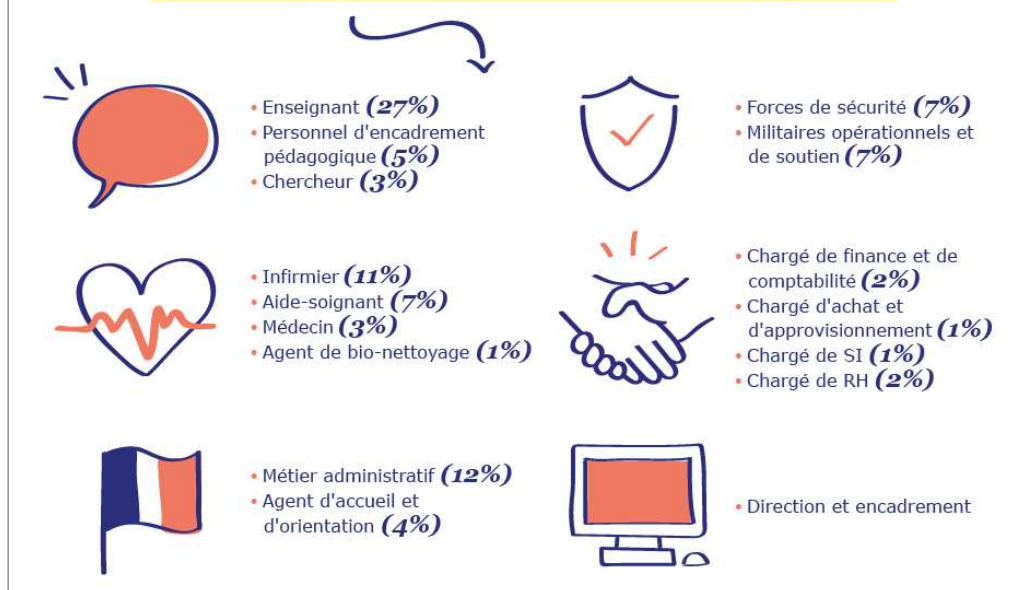 • Enseignant (27%)
• Personnel d'encadrement
pédagogique (5%)
• Chercheur (3%)
• Forces de sécurité (7%)
• Militaires opérationnels et
de soutien (7%)
• Infirmier (11%)
• Aide-soignant (7%)
• Médecin (3%)
• Agent de bio-nettoyage (1%)
• Chargé de finance et de
comptabilité (2%)
• Chargé d'achat et
d'approvisionnement (1%)
• Chargé de SI (1%)
• Chargé de RH (2%)
• Métier administratif (12%)
• Agent d'accueil et
d'orientation (4%)
• Direction et encadrement